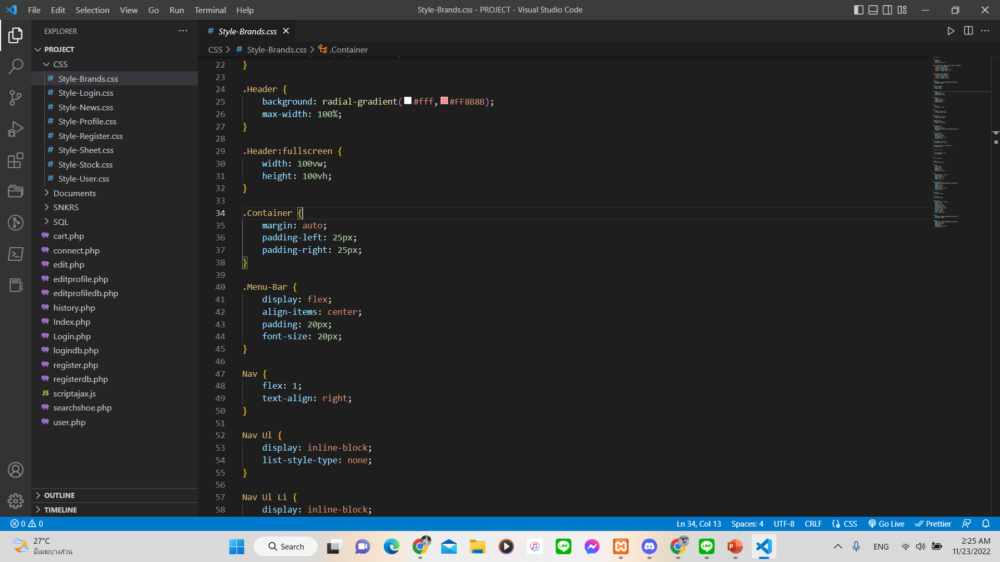 File Edit Selection View Go Run Terminal Help
Style-Brands.css - PROJECT - Visual Studio Code
EXPLORER
PROJECT
CSS
# Style-Brands.css
# Style-Login.css
# Style-News.css
# Style-Profile.css
# Style-Register.css
# Style-Sheet.css
# Style-Stock.css
# Style-User.css
Documents
SNKRS
SQL
cart.php
connect.php
edit.php
editprofile.php
editprofiledb.php
history.php
Index.php
Login.php
logindb.php
register.php
registerdb.php
JS scriptajax.js
searchshoe.php
user.php
OUTLINE
TIMELINE
# Style-Brands.css
CSS > # Style-Brands.css > .Container
22 }
23
24 .Header {
25 background: radial-gradient(#fff,#FF8B8B);
26 max-width: 100%;
27 }
28
29 .Header:fullscreen {
30 width: 100vw;
31 height: 100vh;
32 }
33
34 .Container {
35 margin: auto;
36 padding-left: 25px;
37 padding-right: 25px;
38 }
39
40 .Menu-Bar {
41 display: flex;
42 align-items: center;
43 padding: 20px;
44 font-size: 20px;
45 }
46
47 Nav {
48 flex: 1;
49 text-align: right;
50 }
51
52 Nav Ul {
53 display: inline-block;
54 list-style-type: none;
55 }
56
57 Nav Ul Li {
58 display: inline-block;
0 0 Ln 34, Col 13 Spaces: 4 UTF-8 CRLF {} CSS Go Live Prettier
27°C
มีเมฆบางส่วน
Search
LINE
LINE
P
ENG
2:25 AM
11/23/2022